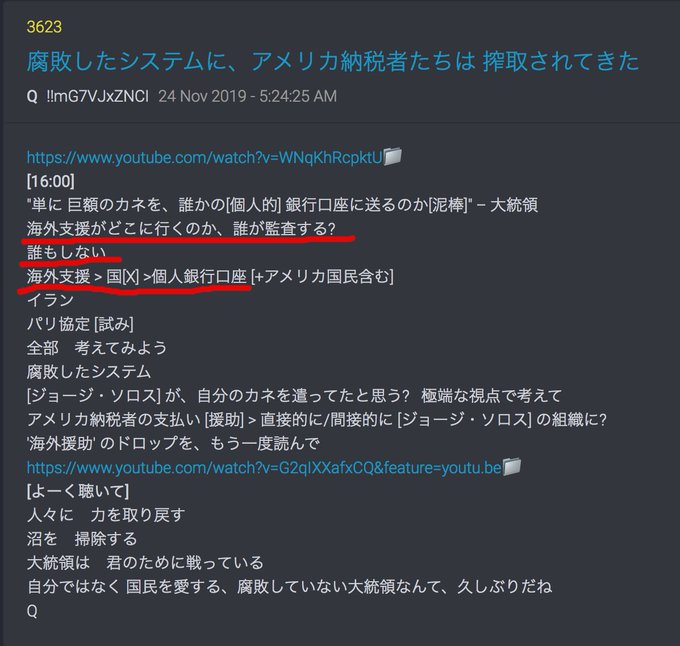 3623
腐敗したシステムに、アメリカ納税者たちは 搾取されてきた
Q !!mG7VJxZNCI 24 Nov 2019 - 5:24:25 AM
https://www.youtube.com/watch?v=WNqKhRcpktU
[16:00]
"単に 巨額のカネを、誰かの[個人的] 銀行口座に送るのか[泥棒]" – 大統領
海外支援がどこに行くのか、誰が監査する?
誰もしない
海外支援 > 国[X] >個人銀行口座 [+アメリカ国民含む]
イラン
パリ協定 [試み]
全部　考えてみよう
腐敗したシステム
[ジョージ・ソロス] が、自分のカネを遣ってたと思う?　極端な視点で考えて
アメリカ納税者の支払い [援助] > 直接的に/間接的に [ジョージ・ソロス] の組織に?
'海外援助' のドロップを、もう一度読んで
https://www.youtube.com/watch?v=G2qIXXafxCQ&feature=youtu.be
[よーく聴いて]
人々に　力を取り戻す
沼を　掃除する
大統領は　君のために戦っている
自分ではなく 国民を愛する、腐敗していない大統領なんて、久しぶりだね
Q